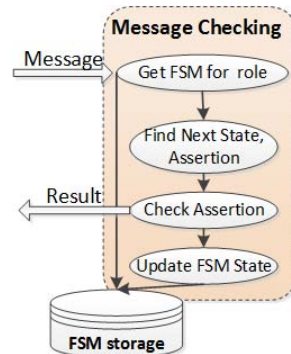 Message Checking
Message
Get FSM for role
Find Next State,
Assertion
Result
Check Assertion
Update FSM State
FSM storage